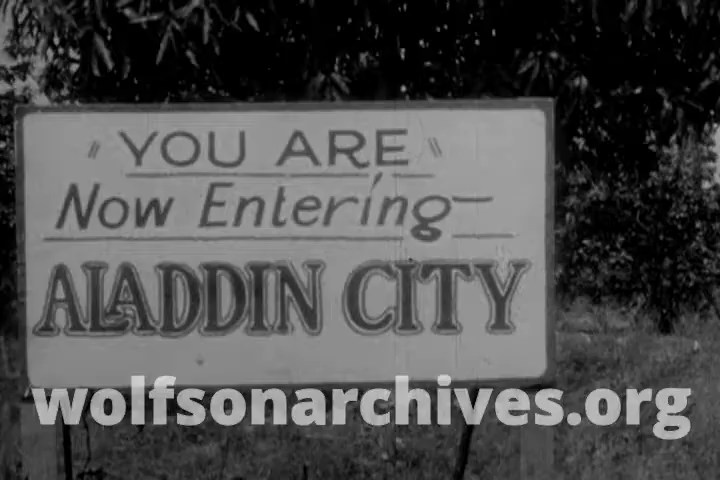 "YOU ARE"
Now Entering
ALADDIN CITY
wolfsonarchives.org